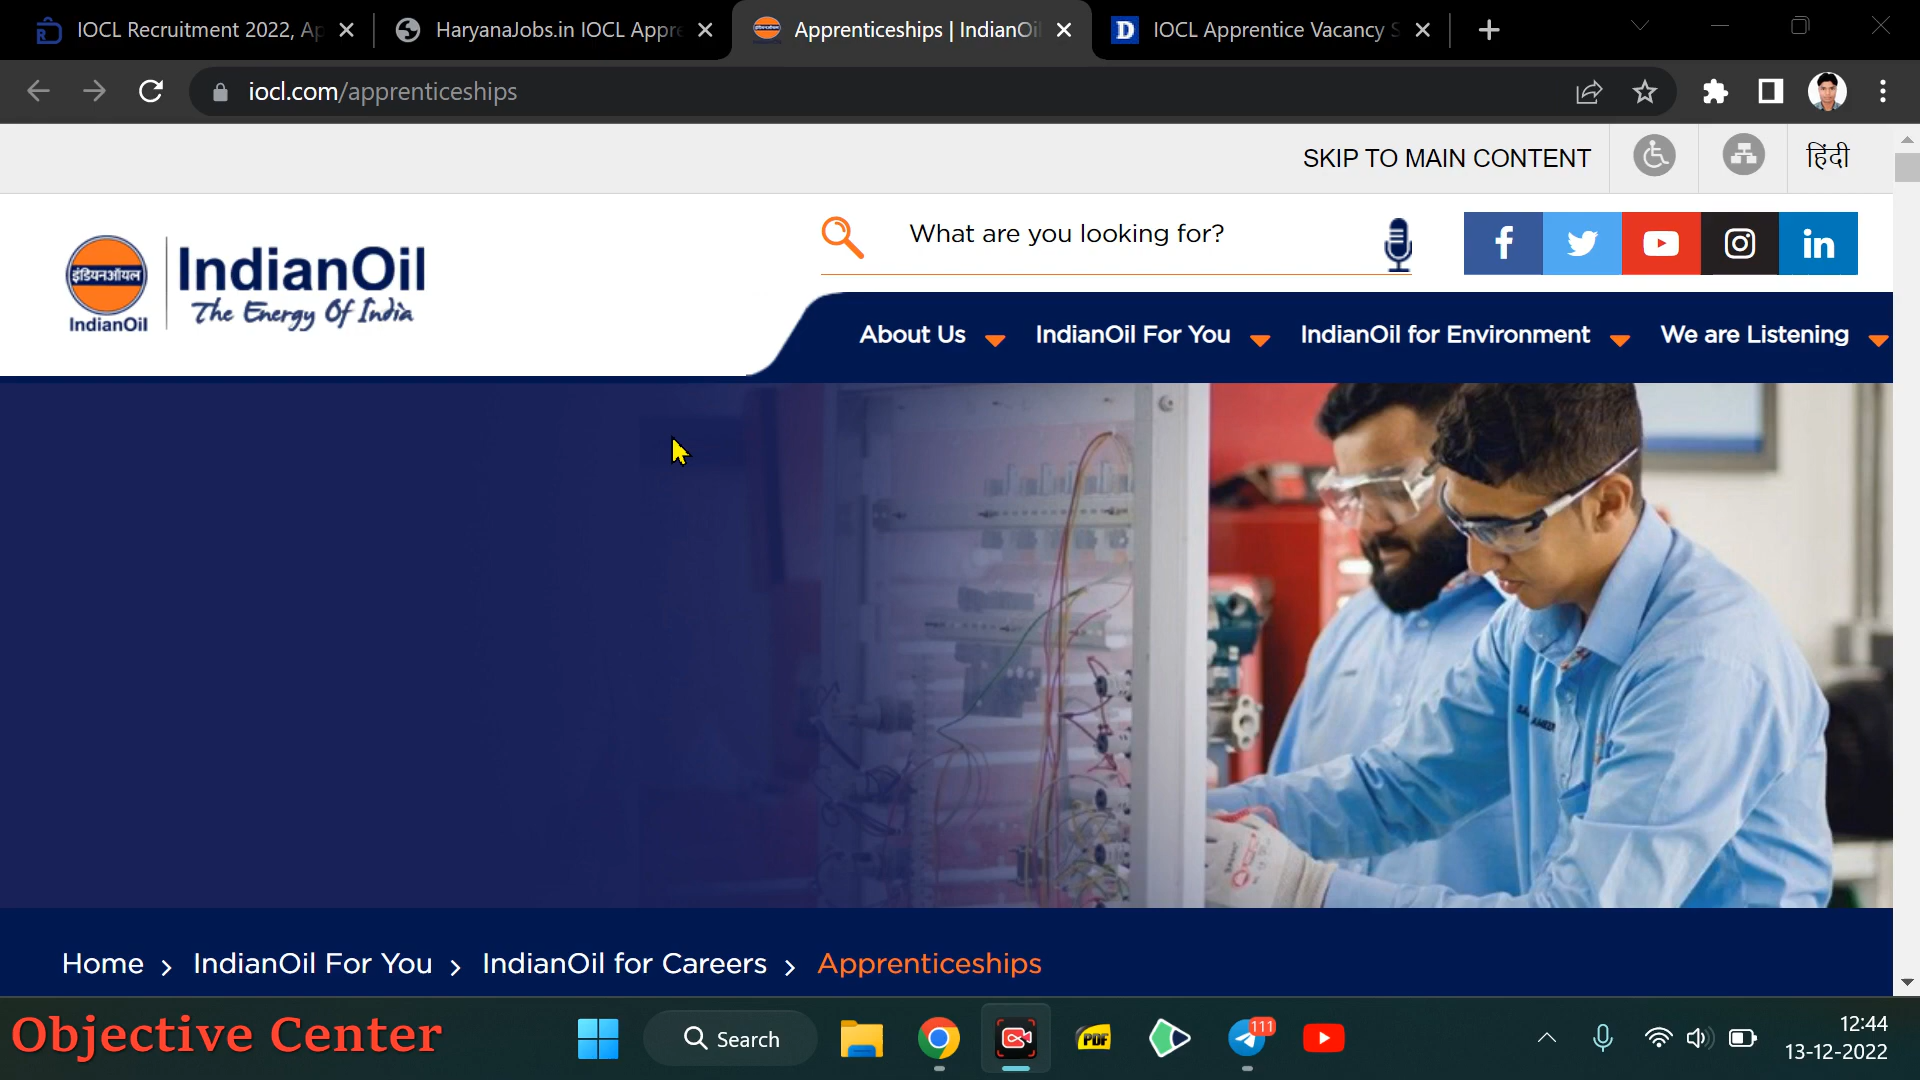 IOCL Recruitment 2022, Ap
HaryanaJobs.in IOCL Appre
Apprenticeships | IndianOil
IOCL Apprentice Vacancy S
iocl.com/apprenticeships
SKIP TO MAIN CONTENT
हिंदी
इंडियनऑयल
IndianOil
IndianOil
The Energy Of India
What are you looking for?
About Us
IndianOil For You
IndianOil for Environment
We are Listening
Home > IndianOil For You > IndianOil for Careers > Apprenticeships
Objective Center
Search
PDF
111
12:44
13-12-2022